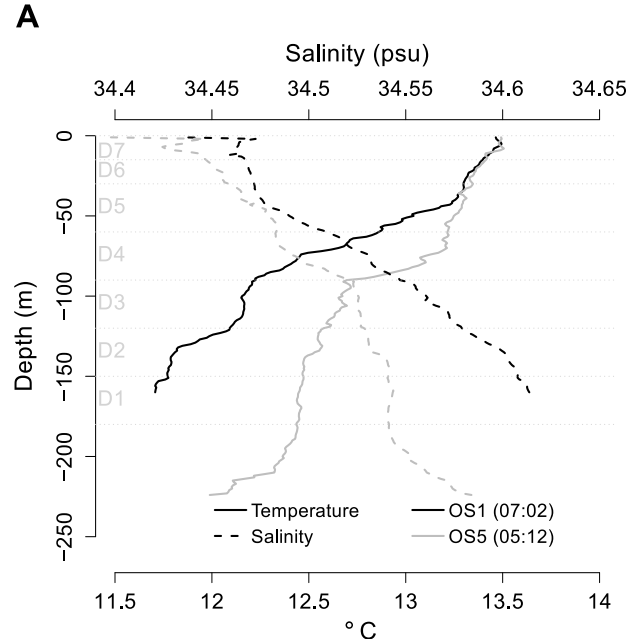 A
Salinity (psu)
34.4 34.46 34.5 34.55 34.6 34.65
0
D7
D6
−50
D5
D4
−100
D3
D2
−150
D1
−200
−250
Depth (m)
Temperature OS1 (07:02)
Salinity OS5 (05:12)
11.5 12 12.5 13 13.5 14
° C